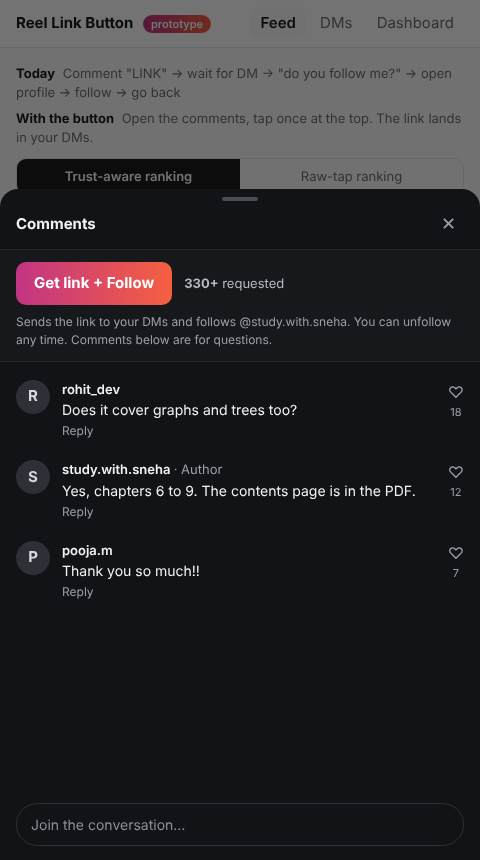 Reel Link Button prototype Feed DMs Dashboard
Today Comment "LINK" → wait for DM → "do you follow me?" → open
profile → follow → go back
With the button Open the comments, tap once at the top. The link lands
in your DMs.
Trust-aware ranking Raw-tap ranking
Comments
Get link + Follow 330+ requested
Sends the link to your DMs and follows @study.with.sneha. You can unfollow
any time. Comments below are for questions.
R
rohit_dev
Does it cover graphs and trees too?
18
Reply
S
study.with.sneha · Author
Yes, chapters 6 to 9. The contents page is in the PDF.
12
Reply
P
pooja.m
Thank you so much!!
7
Reply
Join the conversation...